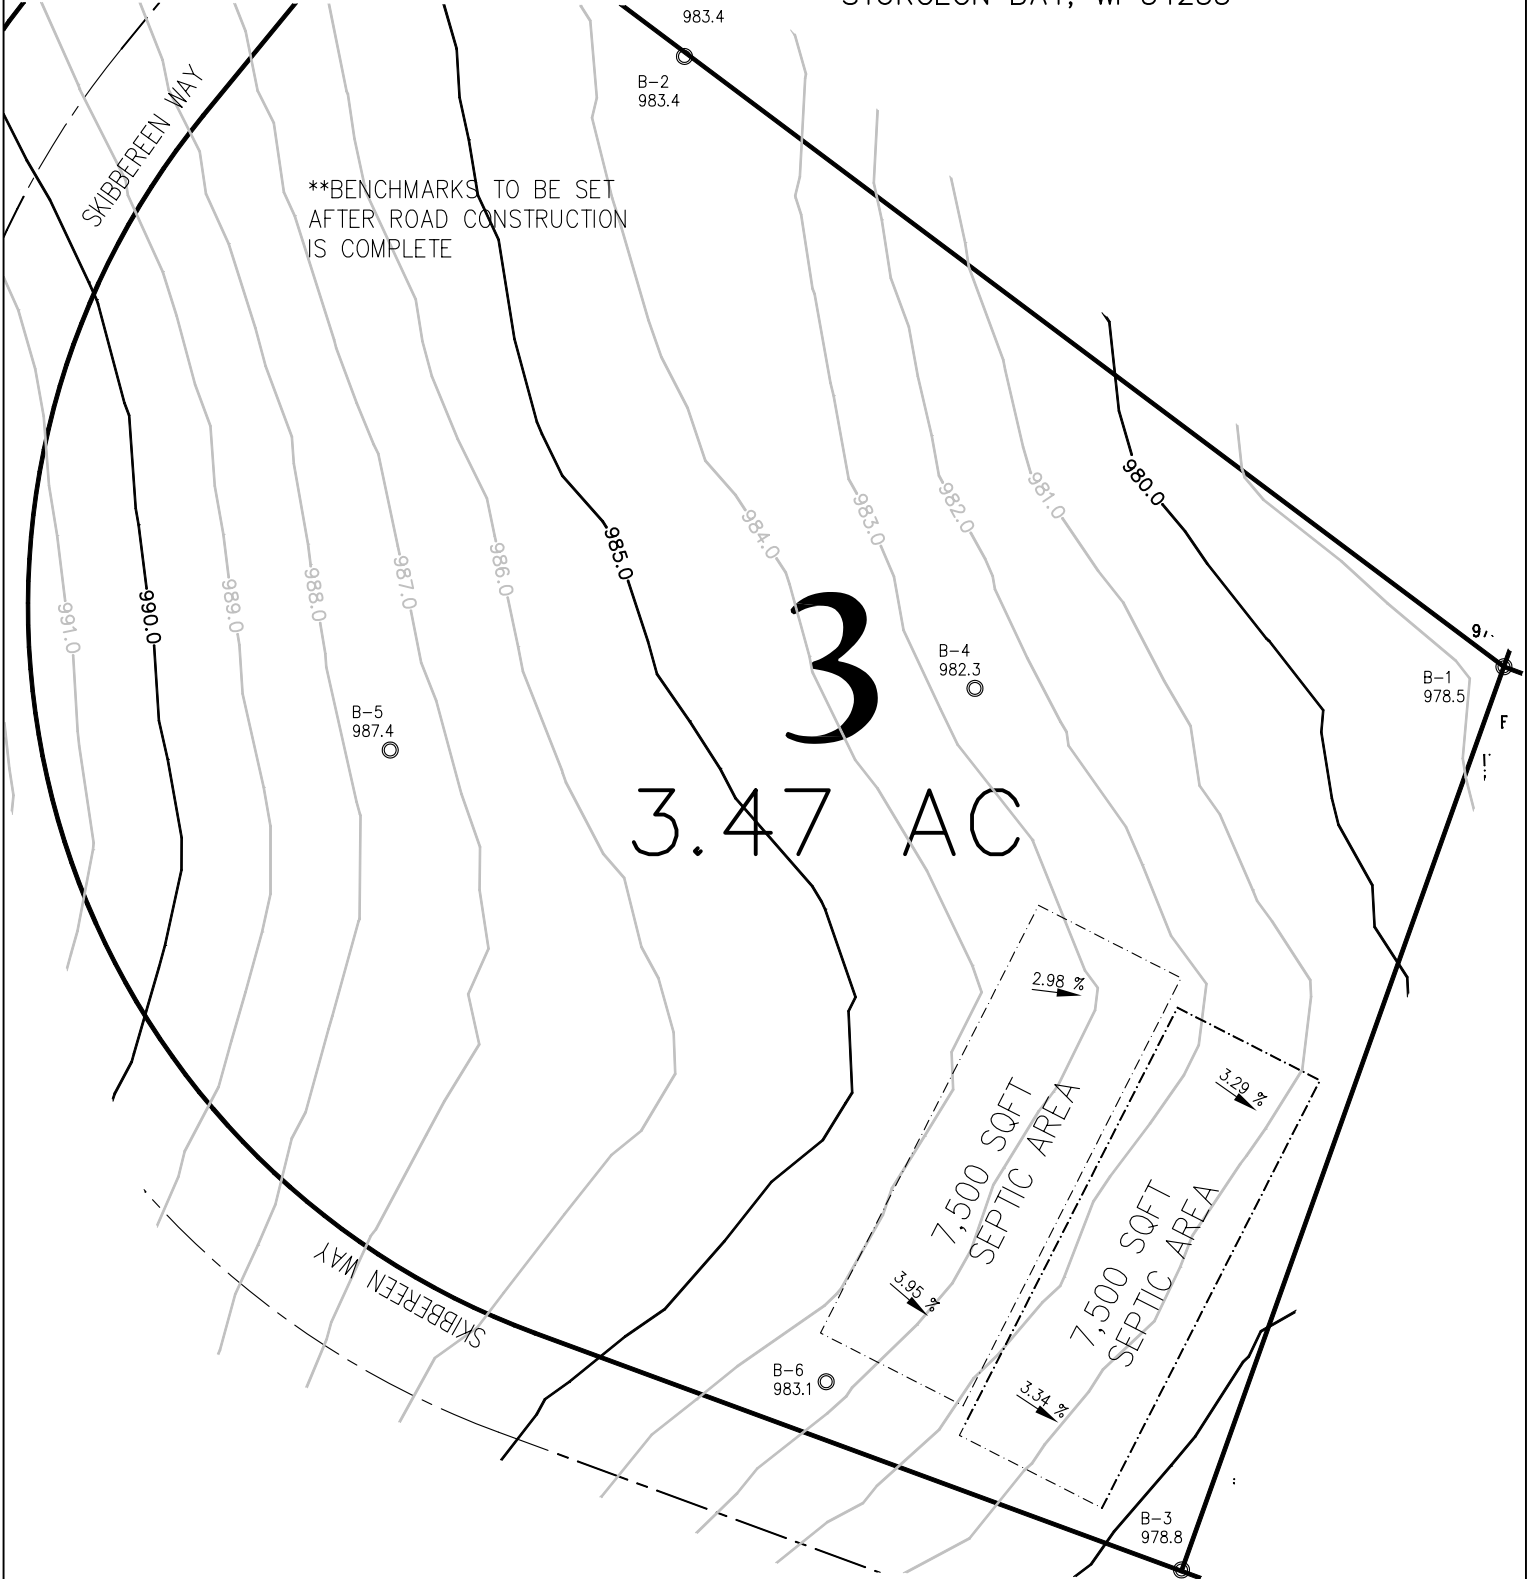 983.4
B-2
983.4
SKIBBEREEN WAY
**BENCHMARKS TO BE SET
AFTER ROAD CONSTRUCTION
IS COMPLETE
980.0
981.0
982.0
983.0
984.0
985.0
986.0
987.0
988.0
989.0
990.0
991.0
3
3.47 AC
B-4
982.3
B-1
978.5
B-5
987.4
2.98 %
3.29 %
7,500 SQFT
SEPTIC AREA
7,500 SQFT
SEPTIC AREA
3.95 %
3.34 %
SKIBBEREEN WAY
B-6
983.1
B-3
978.8